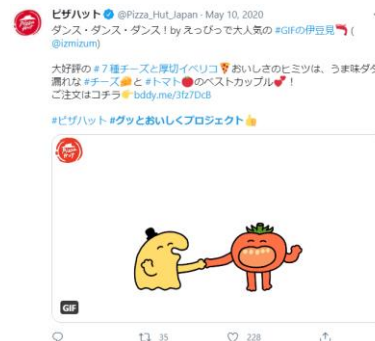 ピザハット @Pizza_Hut_Japan · May 10, 2020
ダンス・ダンス・ダンス！by えっびっで大人気の #GIFの伊豆見 (
@izmizum)
大好評の #７種チーズと厚切イベリコ おいしさのヒミツは、うま味ダダ
漏れな #チーズ と #トマト のベストカップル ！
ご注文はコチラ bddy.me/3fz7Dc8
#ピザハット #グッとおいしくプロジェクト
GIF
35 228